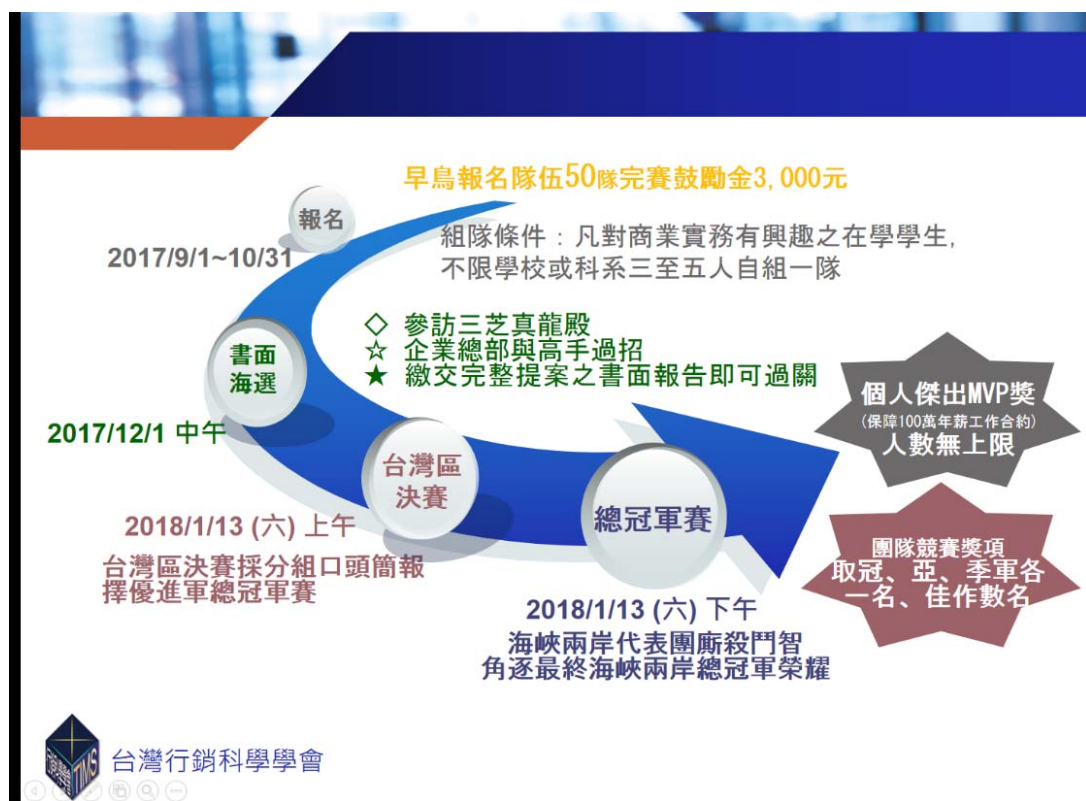 早鳥報名隊伍50隊完賽鼓勵金3,000元
報名
2017/9/1~10/31
組隊條件：凡對商業實務有興趣之在學學生,
不限學校或科系三至五人自組一隊
◇ 參訪三芝真龍殿
☆ 企業總部與高手過招
★ 繳交完整提案之書面報告即可過關
書面
海選
2017/12/1 中午
台灣區
決賽
2018/1/13 (六) 上午
台灣區決賽採分組口頭簡報
擇優進軍總冠軍賽
總冠軍賽
2018/1/13 (六) 下午
海峽兩岸代表團廝殺鬥智
角逐最終海峽兩岸總冠軍榮耀
個人傑出MVP獎
(保障100萬年薪工作合約)
人數無上限
團隊競賽獎項
取冠、亞、季軍各
一名、佳作數名
TIMS
台灣行銷科學學會